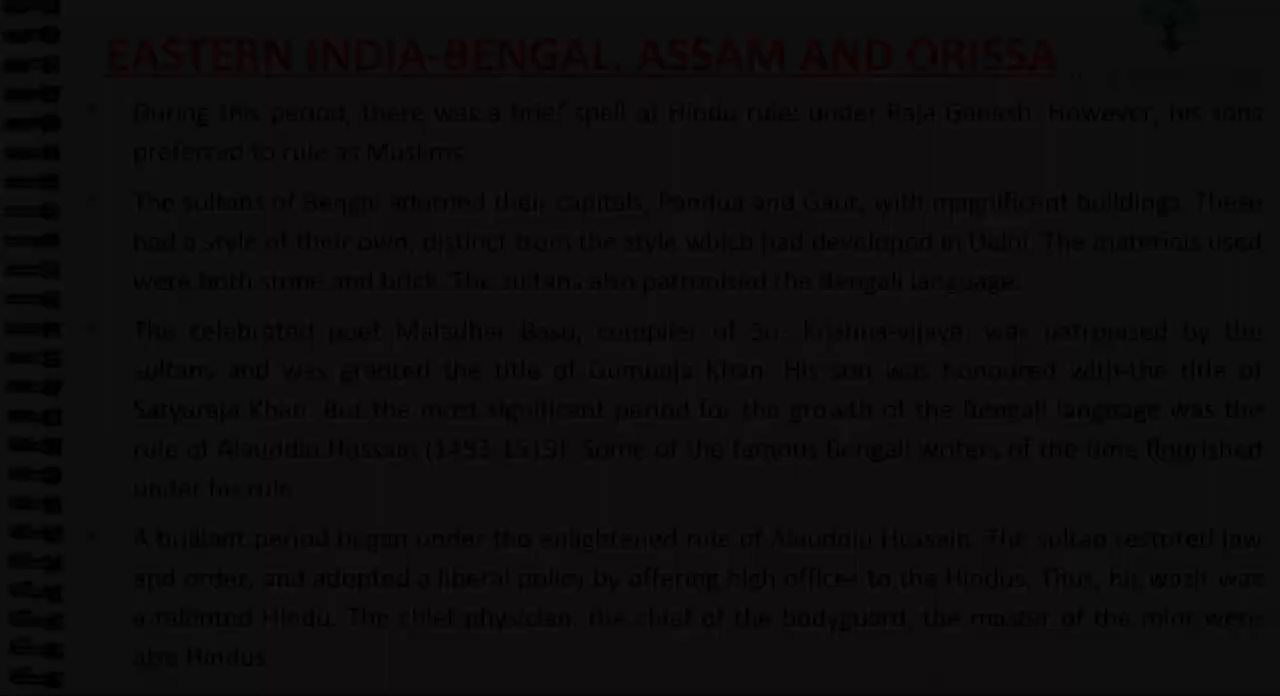 EASTERN INDIA-BENGAL, ASSAM AND ORISSA
During this period, there was a brief spell of Hindu rule: under Raja Ganesh. However, his sons
preferred to rule as Muslims.
The sultans of Bengal adorned their capitals, Pandua and Gaur, with magnificent buildings. These
had a style of their own, distinct from the style which had developed in Delhi. The materials used
were both stone and brick. The sultans also patronised the Bengali language.
The celebrated poet Maladhar Basu, compiler of Sri Krishna-vijaya, was patronised by the
sultans and was granted the title of Gunaraja Khan. His son was honoured with the title of
Satyaraja Khan. But the most significant period for the growth of the Bengali language was the
rule of Alauddin Hussain (1493-1519). Some of the famous Bengali writers of the time flourished
under his rule.
A brilliant period began under the enlightened rule of Alauddin Hussain. The sultan restored law
and order, and adopted a liberal policy by offering high offices to the Hindus. Thus, his wazir was
a talented Hindu. The chief physician, the chief of the bodyguard, the master of the mint were
also Hindus.